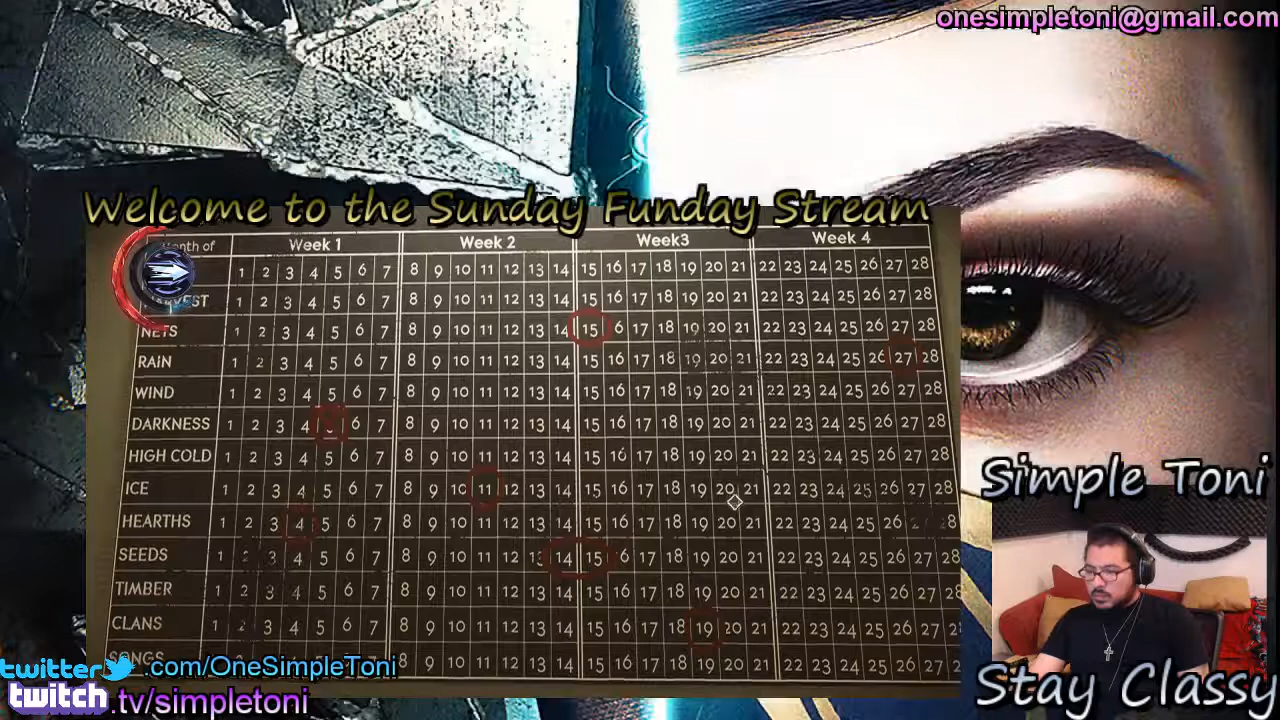 onesimpletoni@gmail.com
Welcome to the Sunday Funday Stream
Month of Week 1 Week 2 Week3 Week 4
1 2 3 4 5 6 7 8 9 10 11 12 13 14 15 16 17 18 19 20 21 22 23 24 25 26 27 28
1 2 3 4 5 6 7 8 9 10 11 12 13 14 15 16 17 18 19 20 21 22 23 24 25 26 27 28
NETS 1 2 3 4 5 6 7 8 9 10 11 12 13 14 15 6 17 18 19 20 21 22 23 24 25 26 27 28
RAIN 1 2 3 4 5 6 7 8 9 10 11 12 13 14 15 16 17 18 19 20 21 22 23 24 25 26 27 28
WIND 1 2 3 4 5 6 7 8 9 10 11 12 13 14 15 16 17 18 19 20 21 22 23 24 25 26 27 28
DARKNESS 1 2 3 4 6 7 8 9 10 11 12 13 14 15 16 17 18 19 20 21 22 23 24 25 26 27 28
HIGH COLD 1 2 3 4 5 6 7 8 9 10 11 12 13 14 15 16 17 18 19 20 21 22 23 24 25 26 27 28
ICE 1 2 3 4 5 6 7 8 9 10 11 12 13 14 15 16 17 18 19 20 21 22 23 24 25 26 27 28
Simple Toni
HEARTHS 1 2 3 4 5 6 7 8 9 10 11 12 13 14 15 16 17 18 19 20 21 22 23 24 25 26 28
SEEDS 1 2 3 4 5 6 7 8 9 10 11 12 13 14 15 6 17 18 19 20 21 22 23 24 25 26 27 28
TIMBER 1 2 3 4 5 6 7 8 9 10 11 12 13 14 15 16 17 18 19 20 21 22 23 24 25 26 27 28
CLANS 1 2 3 4 5 6 7 8 9 10 11 12 13 14 15 16 17 18 19 20 21 22 23 24 25 26 27
SONGS 1 2 3 4 5 6 7 8 9 10 11 12 13 14 15 16 17 18 19 20 21 22 23 24 25 26 27
twitter .com/OneSimpleToni
twitch.tv/simpletoni
Stay Classy